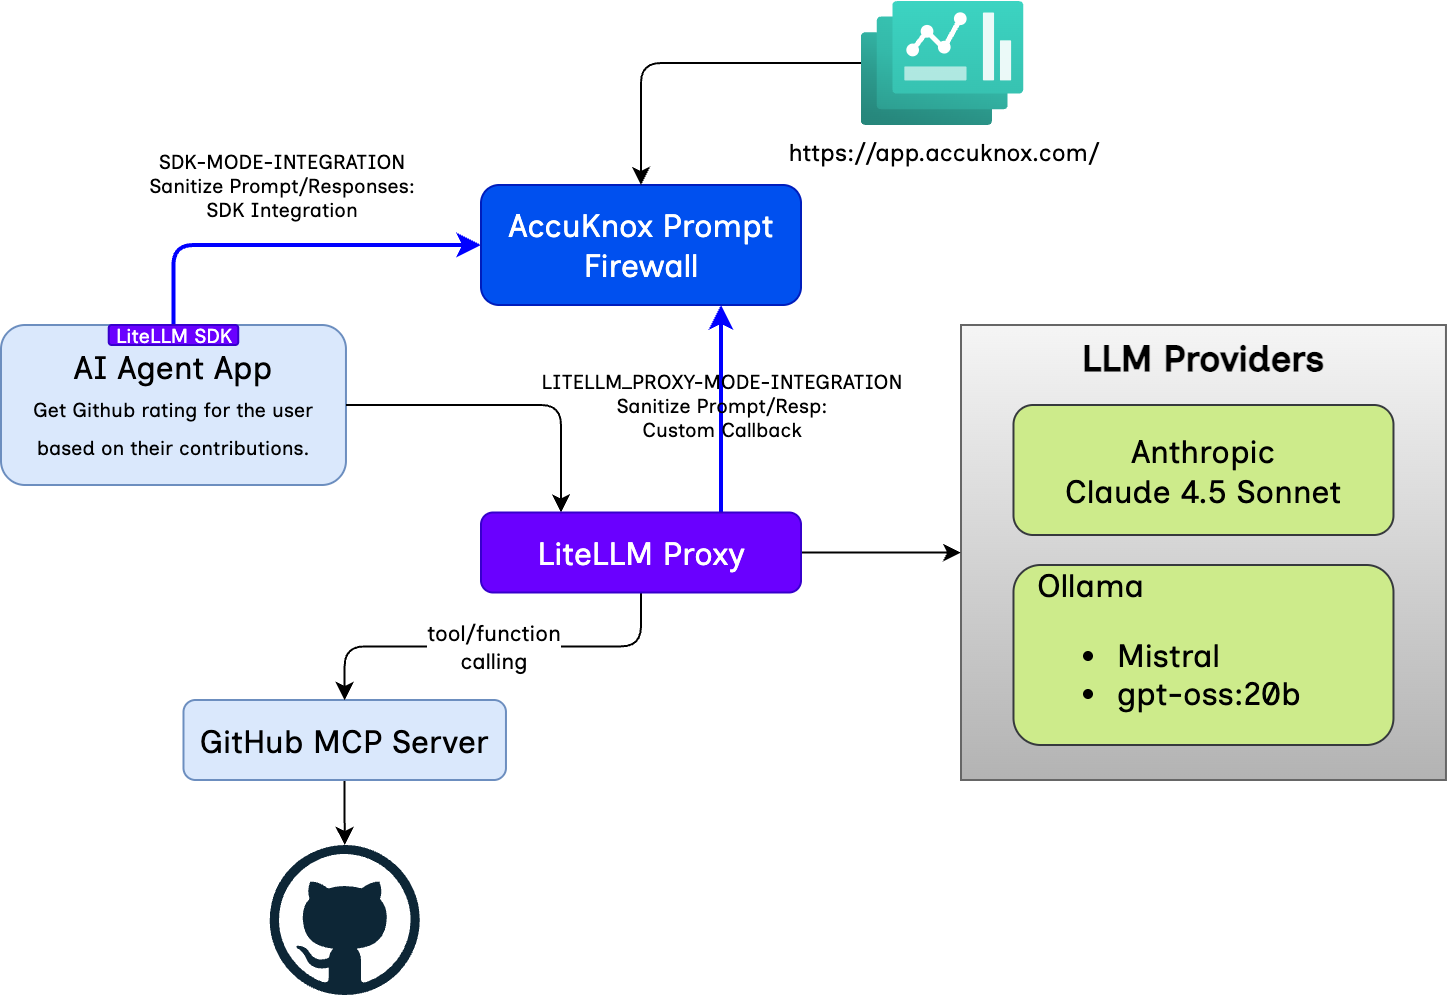 https://app.accuknox.com/
SDK-MODE-INTEGRATION
Sanitize Prompt/Responses:
SDK Integration
AccuKnox Prompt
Firewall
LiteLLM SDK
AI Agent App
Get Github rating for the user
based on their contributions.
LITELLM_PROXY-MODE-INTEGRATION
Sanitize Prompt/Resp:
Custom Callback
LiteLLM Proxy
tool/function
calling
GitHub MCP Server
LLM Providers
Anthropic
Claude 4.5 Sonnet
Ollama
• Mistral
• gpt-oss:20b